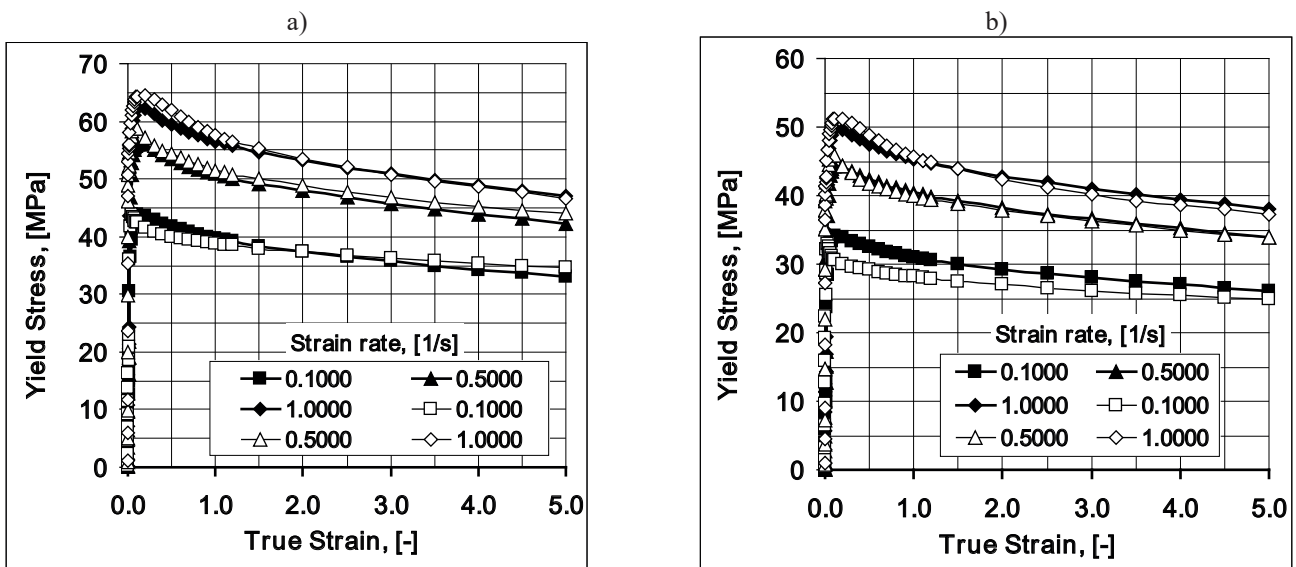 a)
70
60
50
40
30
20
10
0
Yield Stress, [MPa]
Strain rate, [1/s]
0.1000 0.5000
1.0000 0.1000
0.5000 1.0000
0.0 1.0 2.0 3.0 4.0 5.0
True Strain, [-]
b)
60
50
40
30
20
10
0
Yield Stress, [MPa]
Strain rate, [1/s]
0.1000 0.5000
1.0000 0.1000
0.5000 1.0000
0.0 1.0 2.0 3.0 4.0 5.0
True Strain, [-]